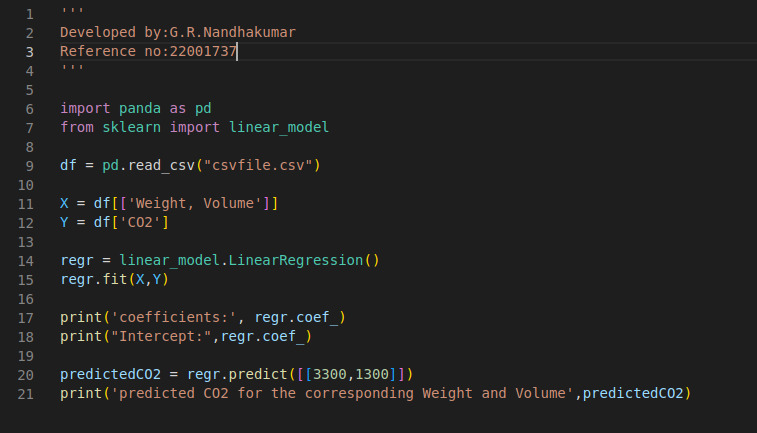 1 '''
2 Developed by:G.R.Nandhakumar
3 Reference no:22001737
4 '''
5
6 import panda as pd
7 from sklearn import linear_model
8
9 df = pd.read_csv("csvfile.csv")
10
11 X = df[['Weight, Volume']]
12 Y = df['CO2']
13
14 regr = linear_model.LinearRegression()
15 regr.fit(X,Y)
16
17 print('coefficients:', regr.coef_)
18 print("Intercept:",regr.coef_)
19
20 predictedCO2 = regr.predict([[3300,1300]])
21 print('predicted CO2 for the corresponding Weight and Volume',predictedCO2)